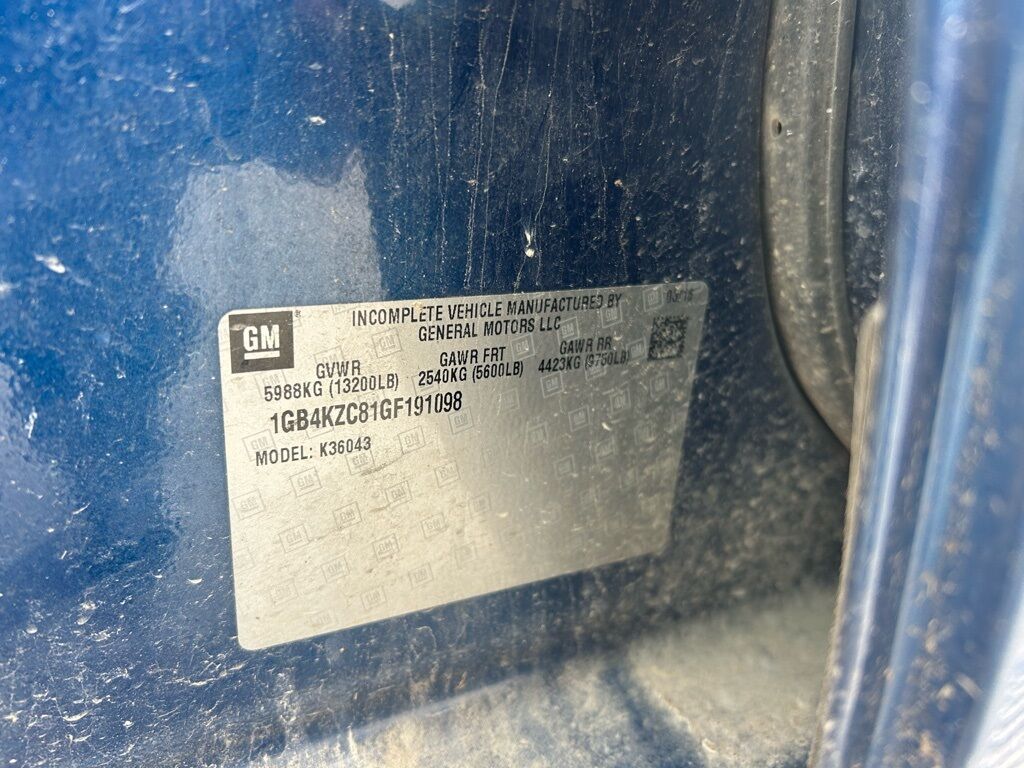 GM
INCOMPLETE VEHICLE MANUFACTURED BY
GENERAL MOTORS LLC
GVWR GAWR FRT GAWR RR
5988KG (13200LB) 2540KG (5600LB) 4423KG (9750LB)
1GB4KZC81GF191098
MODEL: K36043